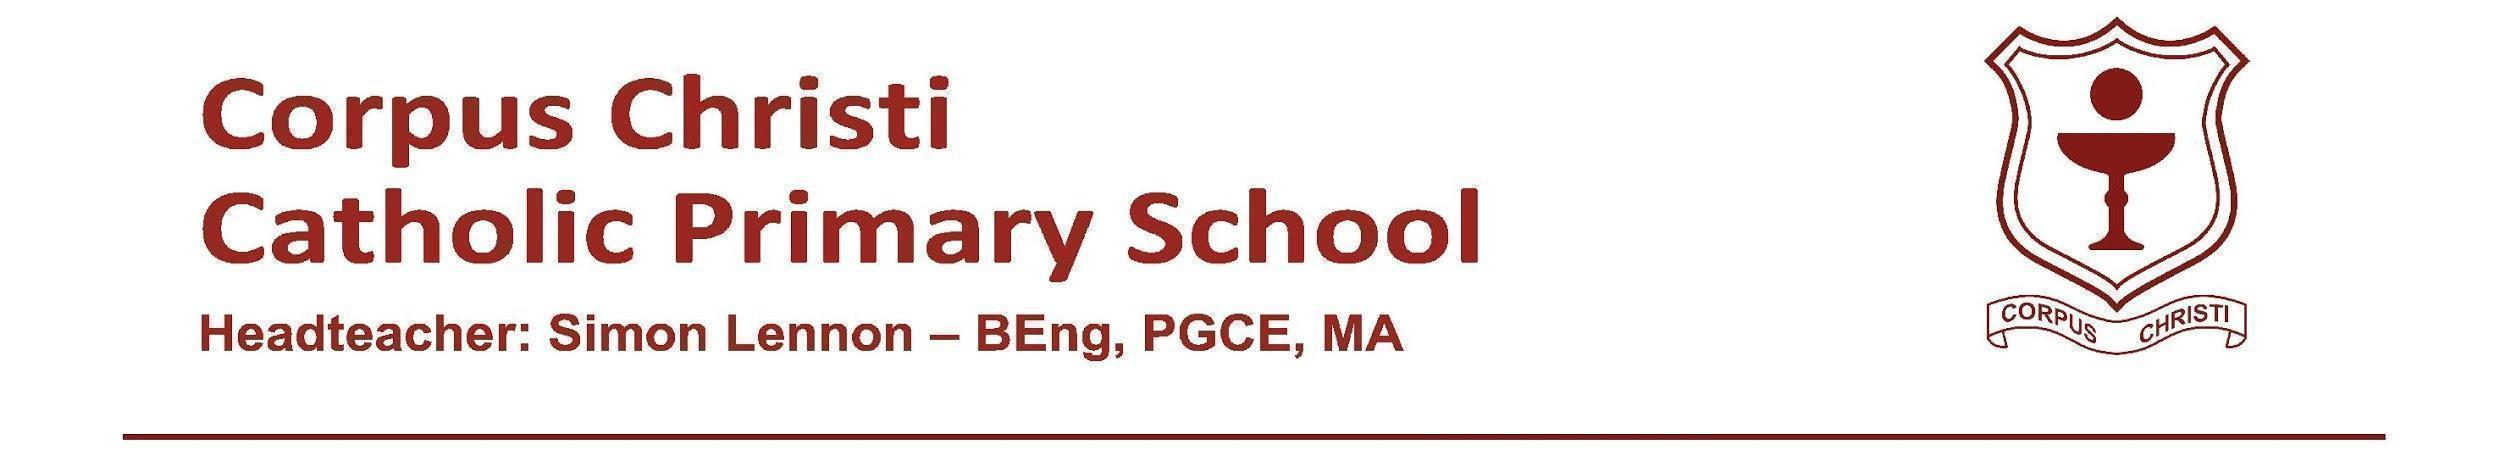 Corpus Christi
Catholic Primary School
Headteacher: Simon Lennon – BEng, PGCE, MA
CORPUS CHRISTI